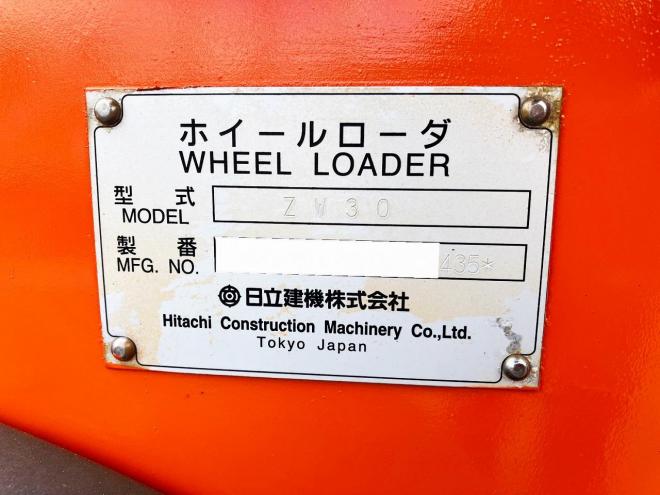 ホイールローダ
WHEEL LOADER
型式 ZW30
MODEL
製番 435*
MFG. NO.
日立建機株式会社
Hitachi Construction Machinery Co.,Ltd.
Tokyo Japan